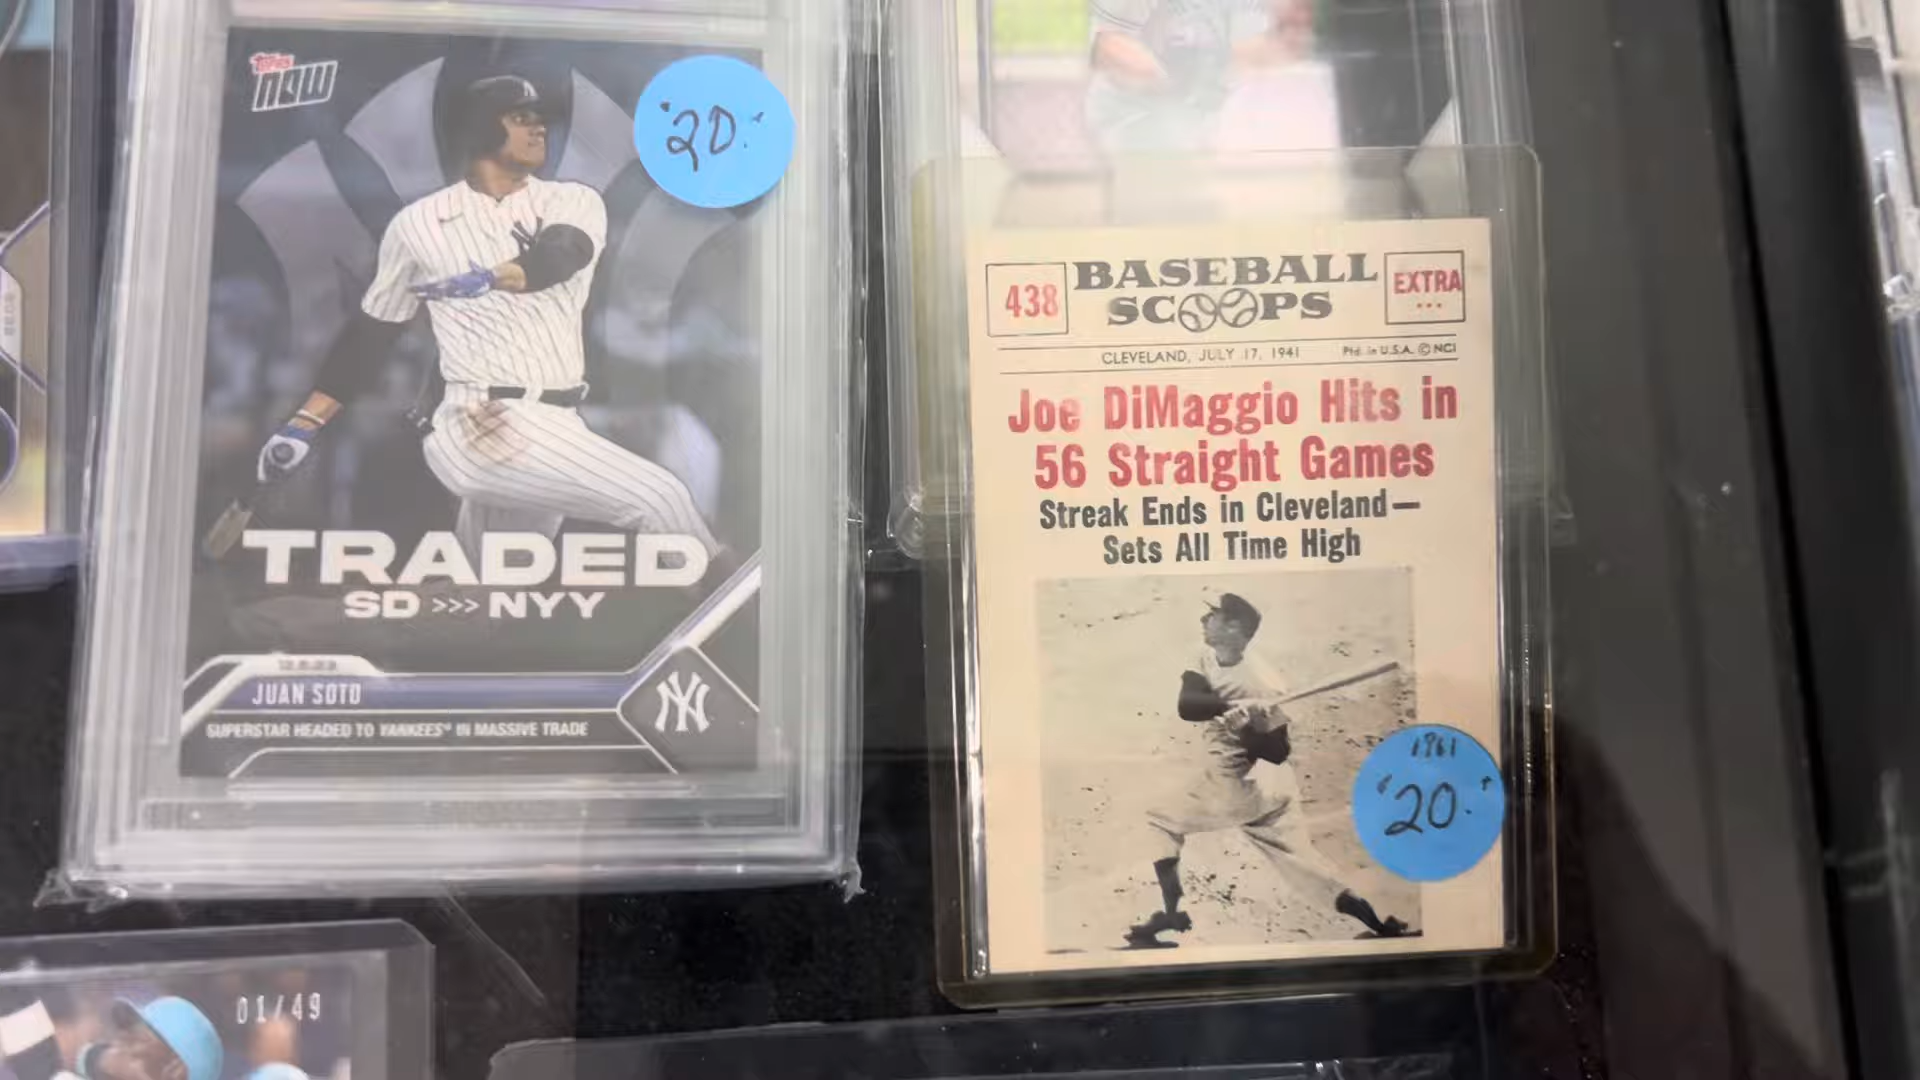 TOPPS
NOW
'20.'
TRADED
SD >>> NYY
JUAN SOTO
SUPERSTAR HEADED TO YANKEES® IN MASSIVE TRADE
NY
438
BASEBALL
SCOOPS
EXTRA
CLEVELAND, JULY 17, 1941
Ptd. in U.S.A. © NCI
Joe DiMaggio Hits in
56 Straight Games
Streak Ends in Cleveland—
Sets All Time High
1961
'20.'
01/49